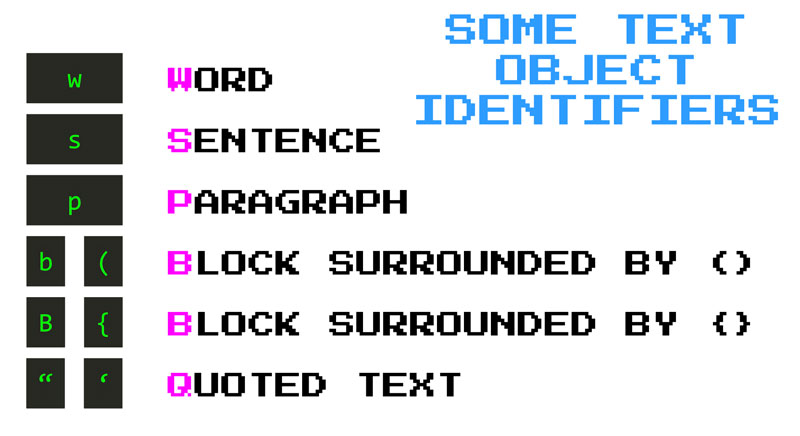 SOME TEXT
OBJECT
IDENTIFIERS
w WORD
s SENTENCE
p PARAGRAPH
b ( BLOCK SURROUNDED BY ()
B { BLOCK SURROUNDED BY {}
“ ‘ QUOTED TEXT